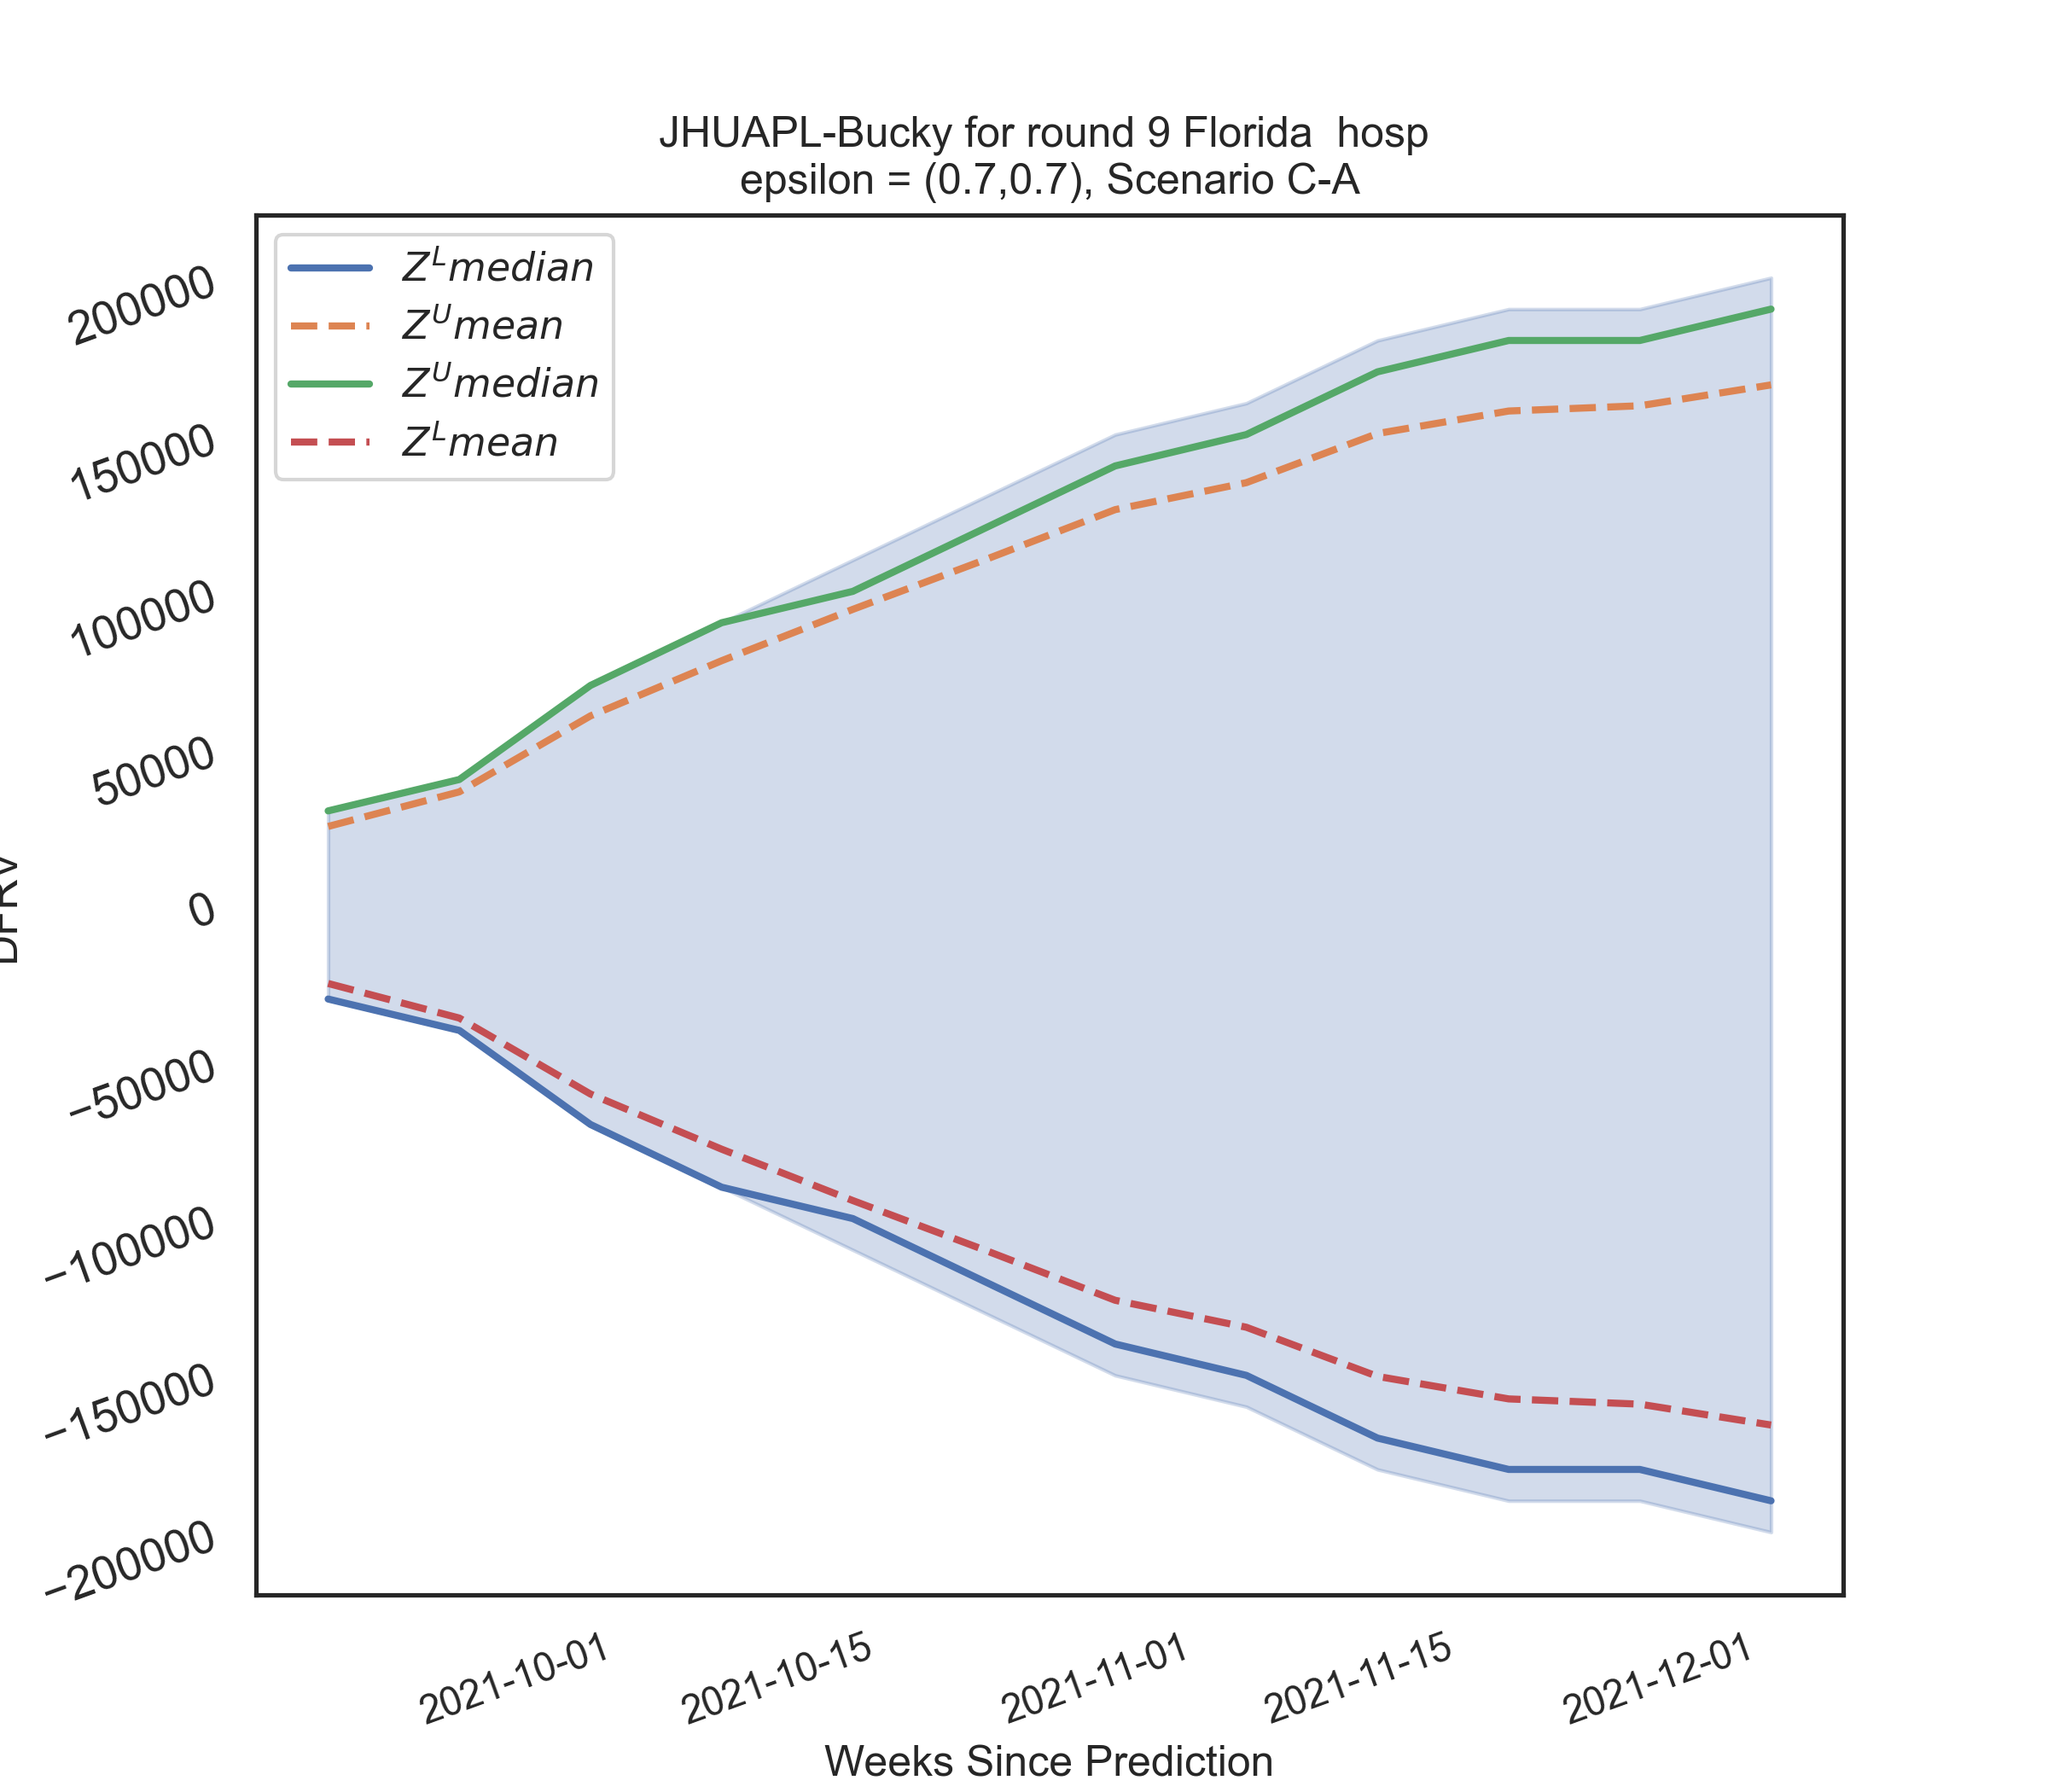 JHUAPL-Bucky for round 9 Florida  hosp
epsilon = (0.7,0.7), Scenario C-A
Z^L median
Z^U mean
Z^U median
Z^L mean
200000
150000
100000
50000
0
−50000
−100000
−150000
−200000
2021-10-01
2021-10-15
2021-11-01
2021-11-15
2021-12-01
Weeks Since Prediction